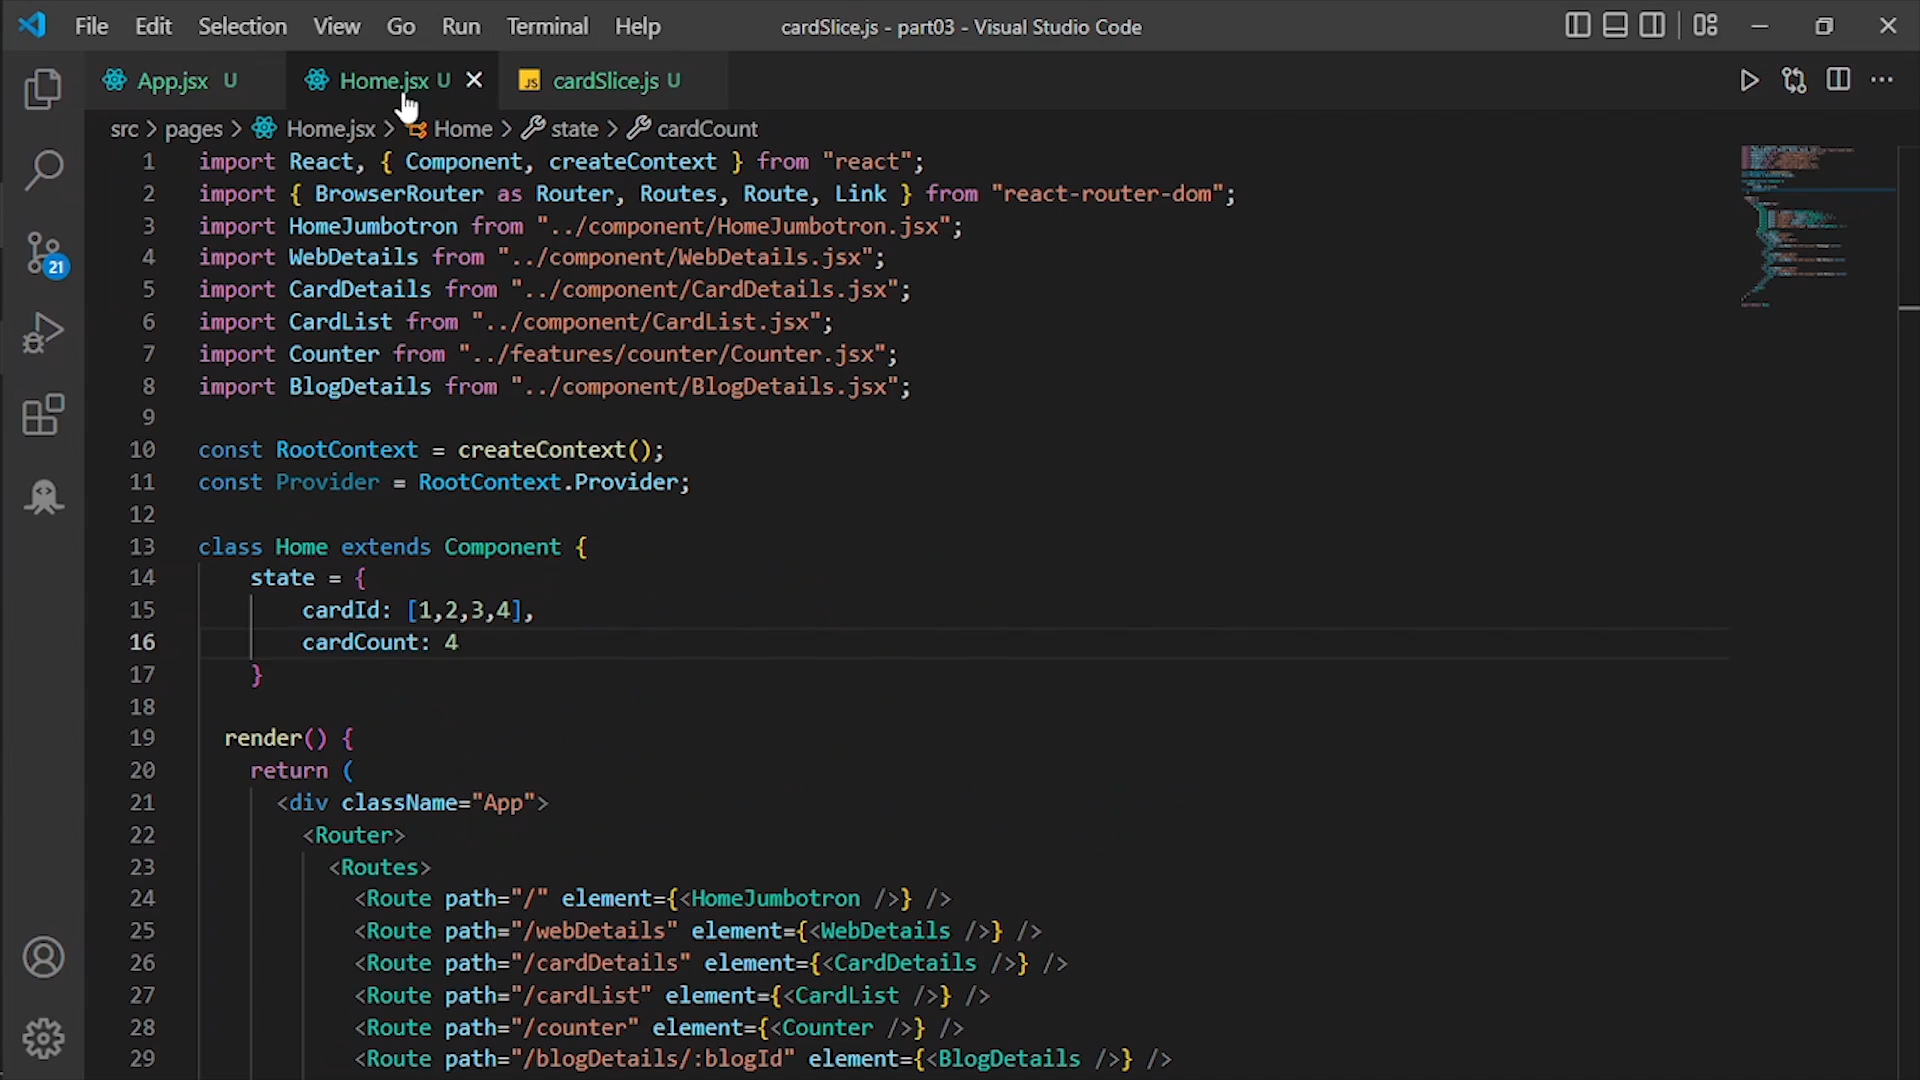 File Edit Selection View Go Run Terminal Help cardSlice.js - part03 - Visual Studio Code
App.jsx U Home.jsx U cardSlice.js U
src > pages > Home.jsx > Home > state > cardCount
21
1 import React, { Component, createContext } from "react";
2 import { BrowserRouter as Router, Routes, Route, Link } from "react-router-dom";
3 import HomeJumbotron from "../component/HomeJumbotron.jsx";
4 import WebDetails from "../component/WebDetails.jsx";
5 import CardDetails from "../component/CardDetails.jsx";
6 import CardList from "../component/CardList.jsx";
7 import Counter from "../features/counter/Counter.jsx";
8 import BlogDetails from "../component/BlogDetails.jsx";
9
10 const RootContext = createContext();
11 const Provider = RootContext.Provider;
12
13 class Home extends Component {
14 state = {
15 cardId: [1,2,3,4],
16 cardCount: 4
17 }
18
19 render() {
20 return (
21 <div className="App">
22 <Router>
23 <Routes>
24 <Route path="/" element={<HomeJumbotron />} />
25 <Route path="/webDetails" element={<WebDetails />} />
26 <Route path="/cardDetails" element={<CardDetails />} />
27 <Route path="/cardList" element={<CardList />} />
28 <Route path="/counter" element={<Counter />} />
29 <Route path="/blogDetails/:blogId" element={<BlogDetails />} />